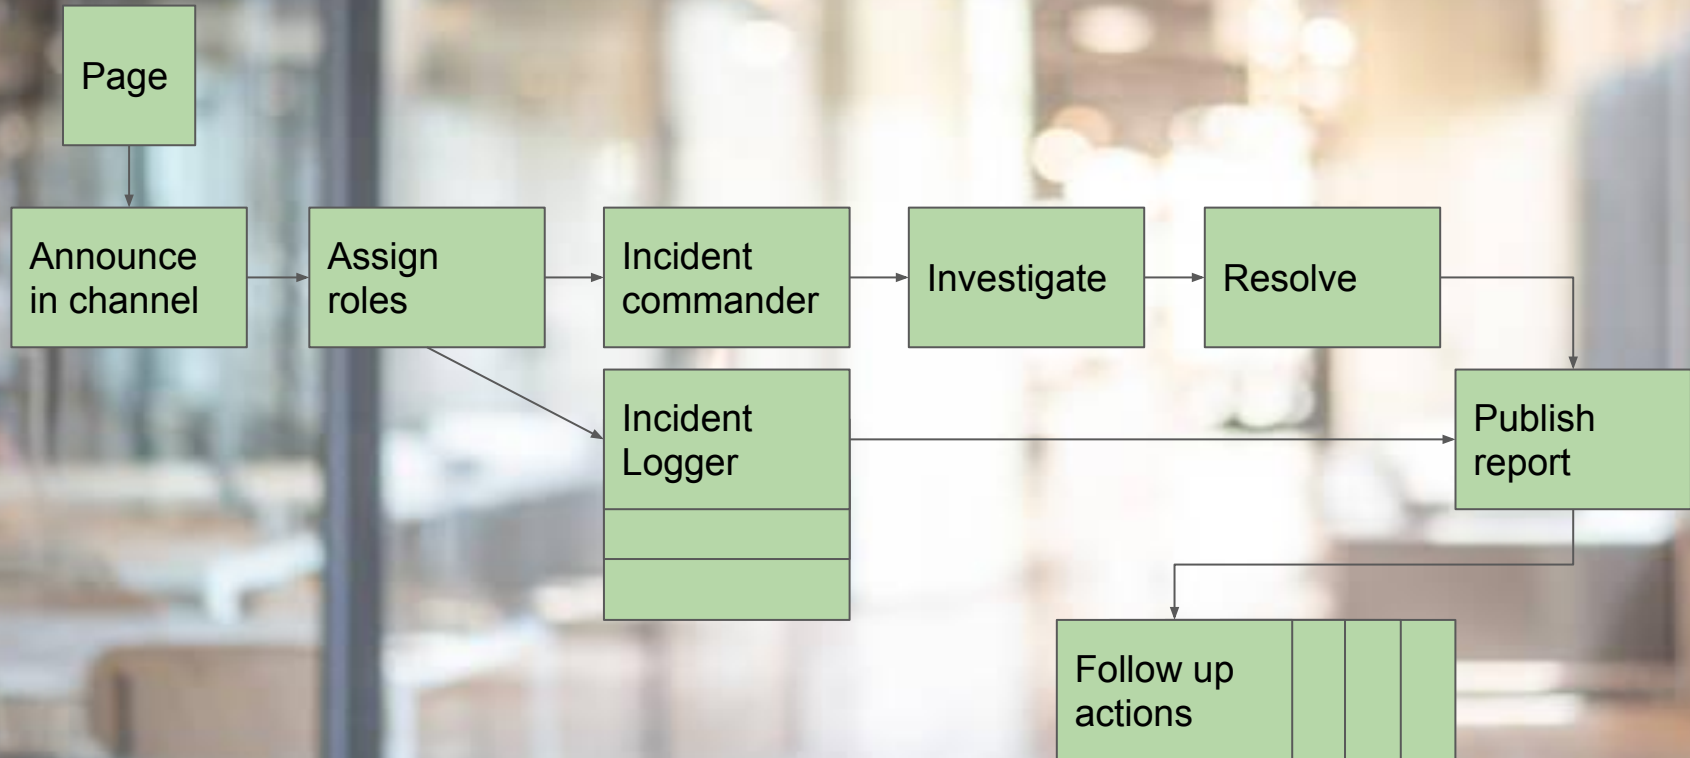 Page
Announce
in channel
Assign
roles
Incident
commander
Investigate
Resolve
Incident
Logger
Publish
report
Follow up
actions